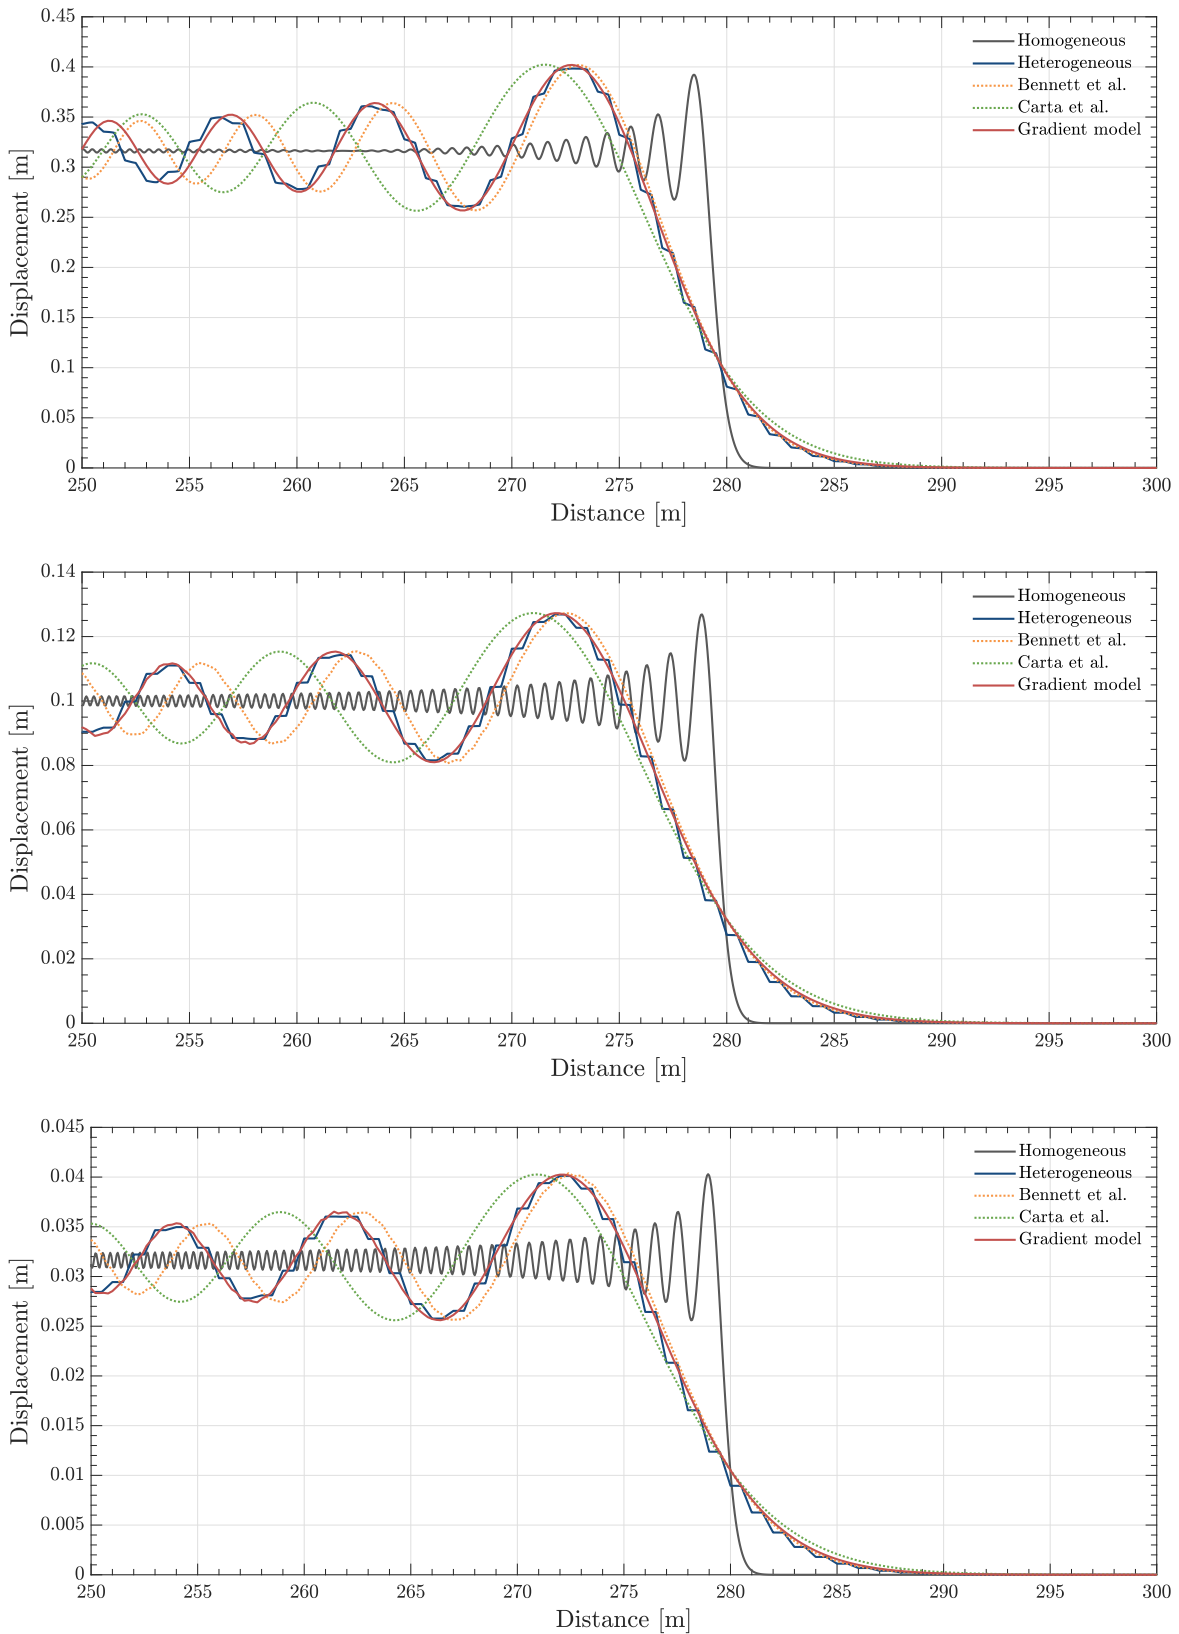 0.45
0.4
0.35
0.3
0.25
0.2
0.15
0.1
0.05
0
Displacement [m]
Homogeneous
Heterogeneous
Bennett et al.
Carta et al.
Gradient model
250 255 260 265 270 275 280 285 290 295 300
Distance [m]
0.14
0.12
0.1
0.08
0.06
0.04
0.02
0
Displacement [m]
Homogeneous
Heterogeneous
Bennett et al.
Carta et al.
Gradient model
250 255 260 265 270 275 280 285 290 295 300
Distance [m]
0.045
0.04
0.035
0.03
0.025
0.02
0.015
0.01
0.005
0
Displacement [m]
Homogeneous
Heterogeneous
Bennett et al.
Carta et al.
Gradient model
250 255 260 265 270 275 280 285 290 295 300
Distance [m]